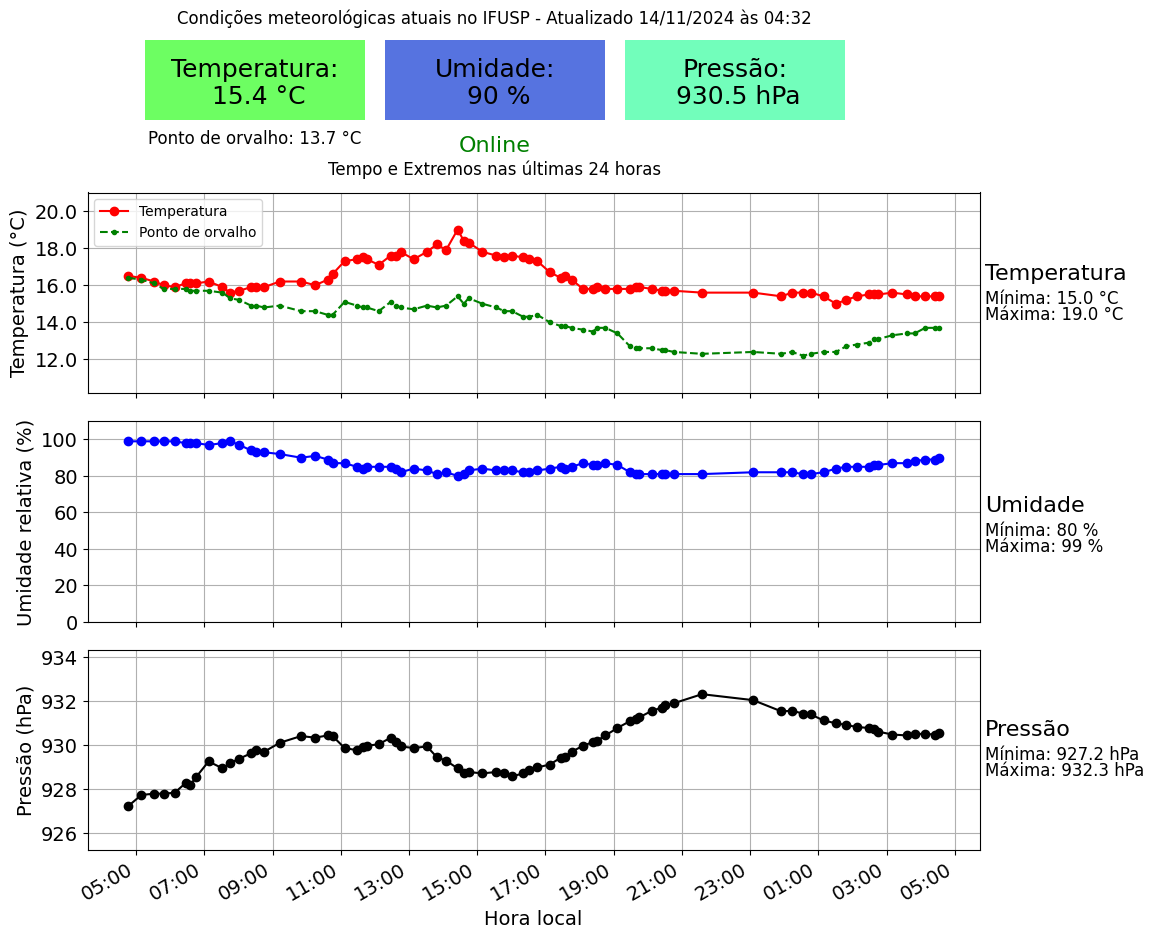 Condições meteorológicas atuais no IFUSP - Atualizado 14/11/2024 às 04:32
Temperatura:
15.4 °C
Umidade:
90 %
Pressão:
930.5 hPa
Ponto de orvalho: 13.7 °C
Online
Tempo e Extremos nas últimas 24 horas
Temperatura (°C)
20.0
18.0
16.0
14.0
12.0
Temperatura
Ponto de orvalho
Temperatura
Mínima: 15.0 °C
Máxima: 19.0 °C
Umidade relativa (%)
100
80
60
40
20
0
Umidade
Mínima: 80 %
Máxima: 99 %
Pressão (hPa)
934
932
930
928
926
Pressão
Mínima: 927.2 hPa
Máxima: 932.3 hPa
05:00
07:00
09:00
11:00
13:00
15:00
17:00
19:00
21:00
23:00
01:00
03:00
05:00
Hora local